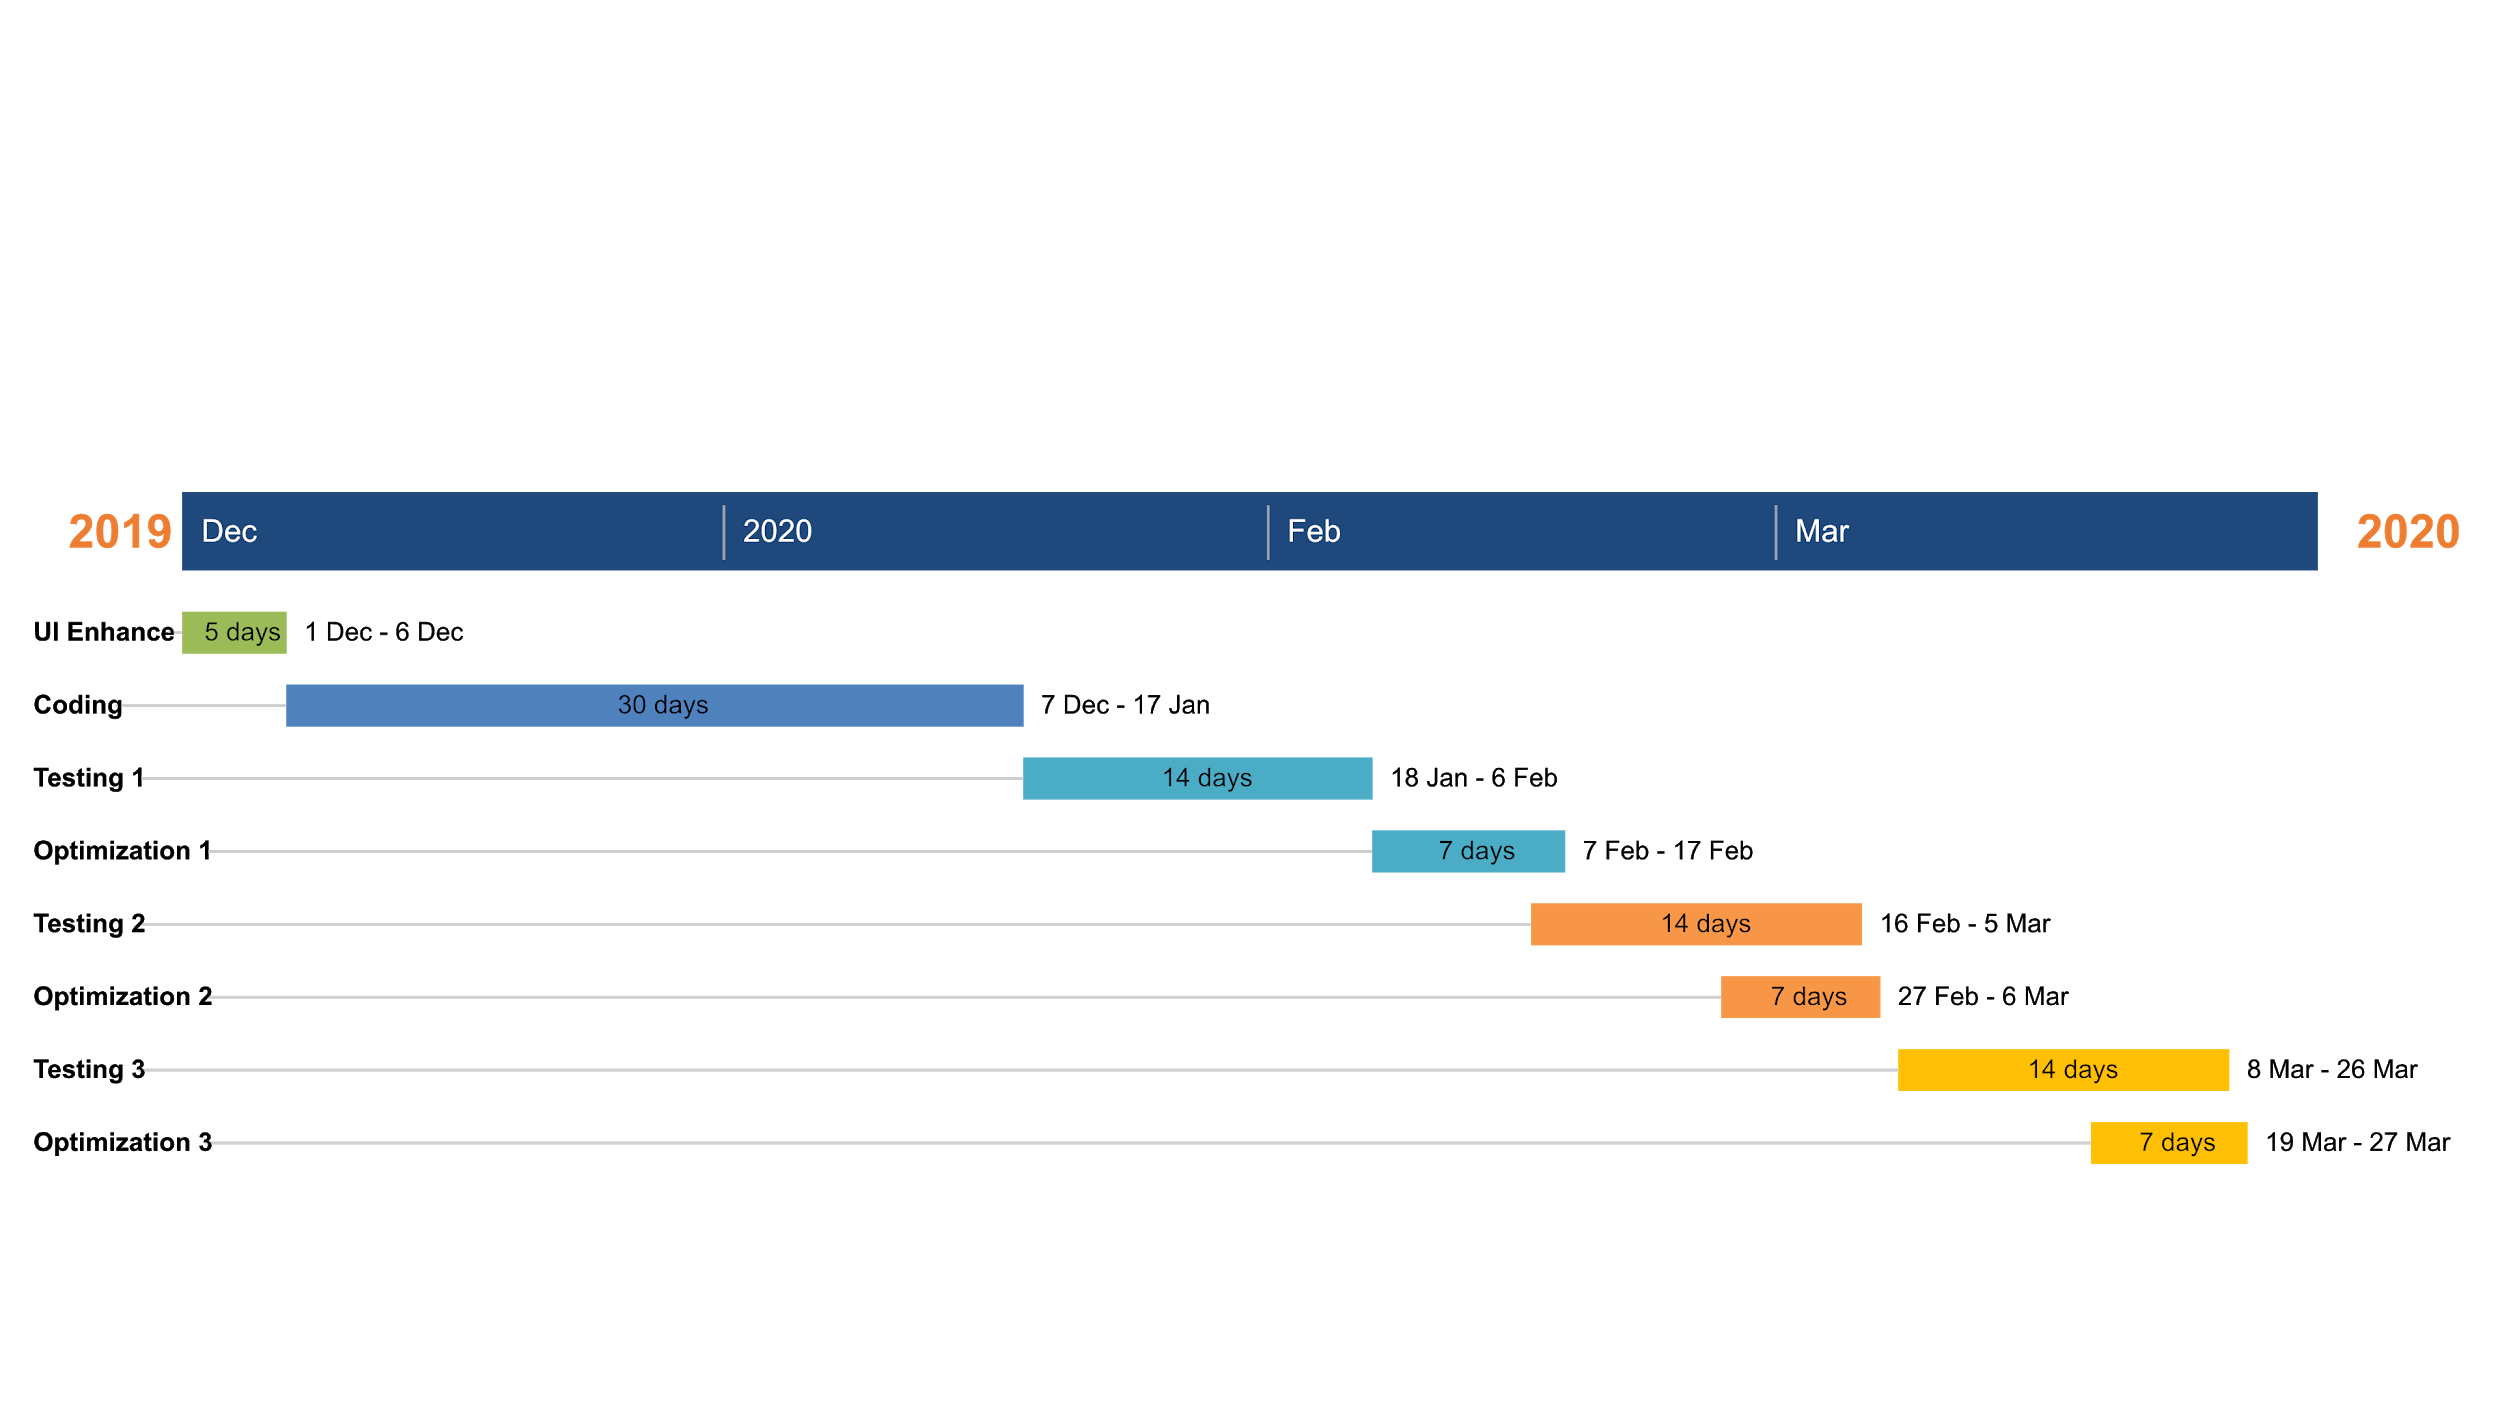 2019 Dec 2020 Feb Mar 2020
UI Enhance 5 days 1 Dec - 6 Dec
Coding 30 days 7 Dec - 17 Jan
Testing 1 14 days 18 Jan - 6 Feb
Optimization 1 7 days 7 Feb - 17 Feb
Testing 2 14 days 16 Feb - 5 Mar
Optimization 2 7 days 27 Feb - 6 Mar
Testing 3 14 days 8 Mar - 26 Mar
Optimization 3 7 days 19 Mar - 27 Mar